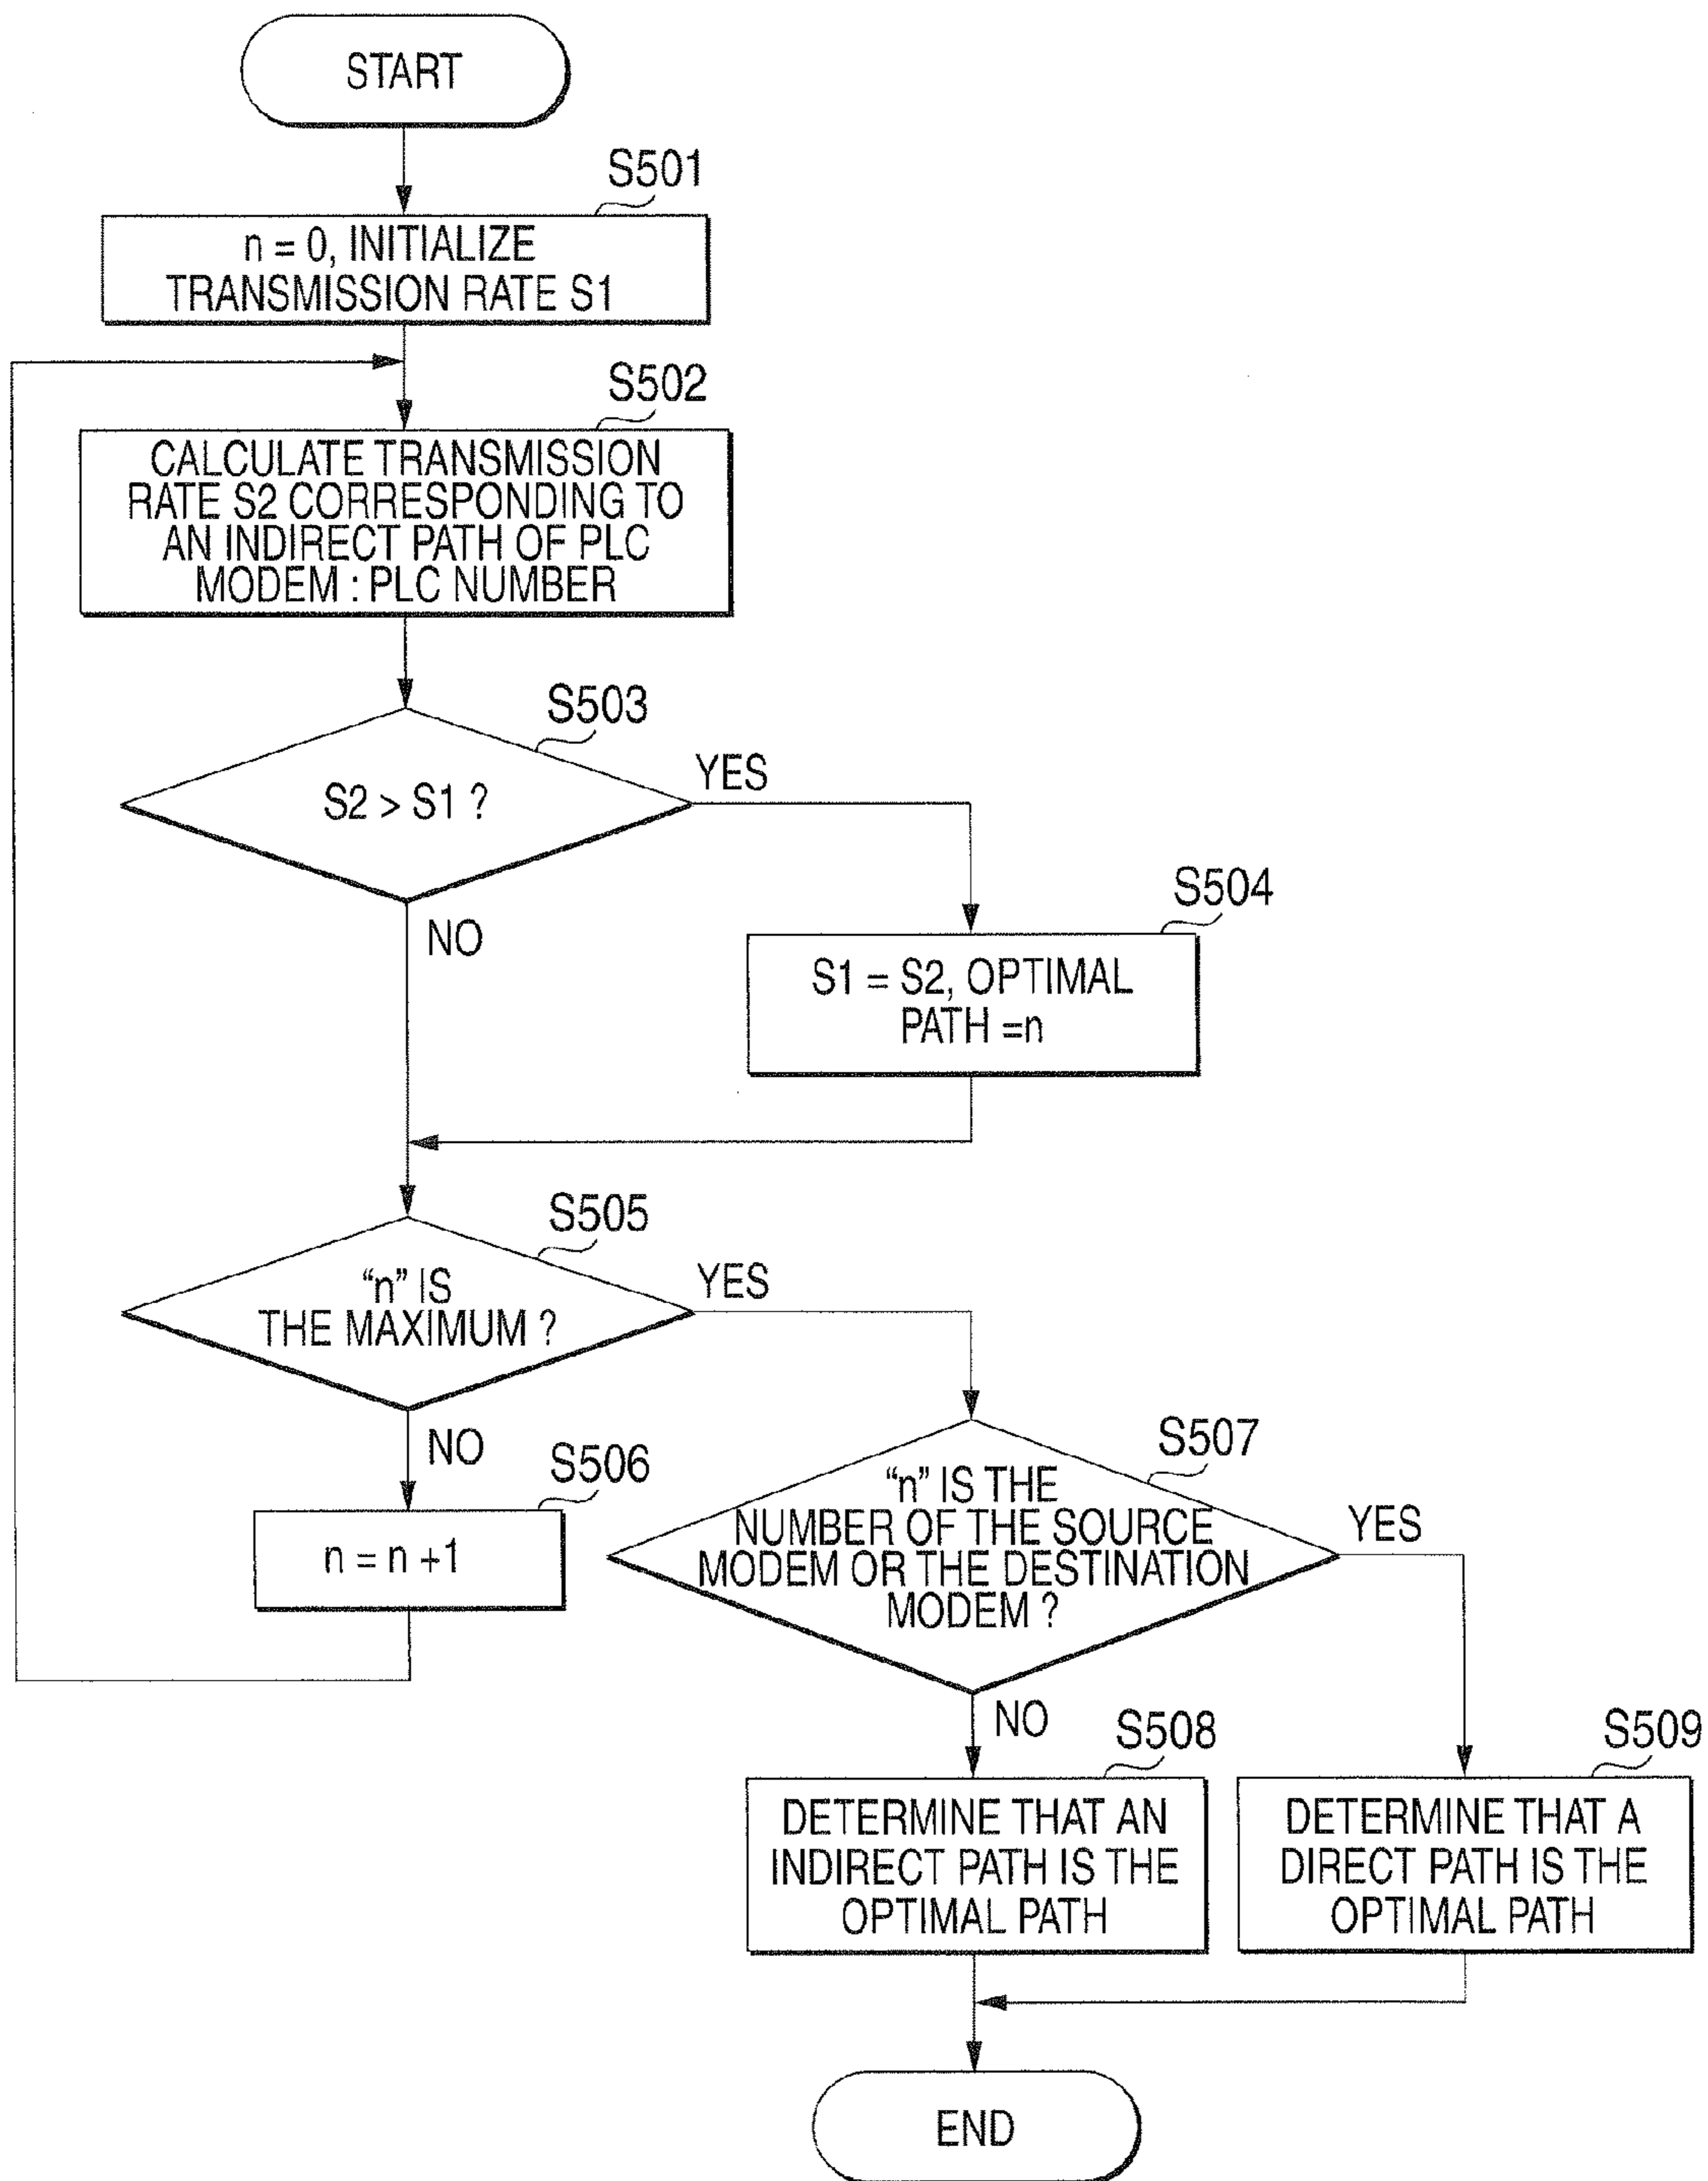 START
S501
n = 0, INITIALIZE
TRANSMISSION RATE S1
S502
CALCULATE TRANSMISSION
RATE S2 CORRESPONDING TO
AN INDIRECT PATH OF PLC
MODEM : PLC NUMBER
S503
S2 > S1 ?
YES
NO
S504
S1 = S2, OPTIMAL
PATH =n
S505
“n” IS
THE MAXIMUM ?
YES
NO
S506
n = n +1
S507
“n” IS THE
NUMBER OF THE SOURCE
MODEM OR THE DESTINATION
MODEM ?
YES
NO
S508
DETERMINE THAT AN
INDIRECT PATH IS THE
OPTIMAL PATH
S509
DETERMINE THAT A
DIRECT PATH IS THE
OPTIMAL PATH
END